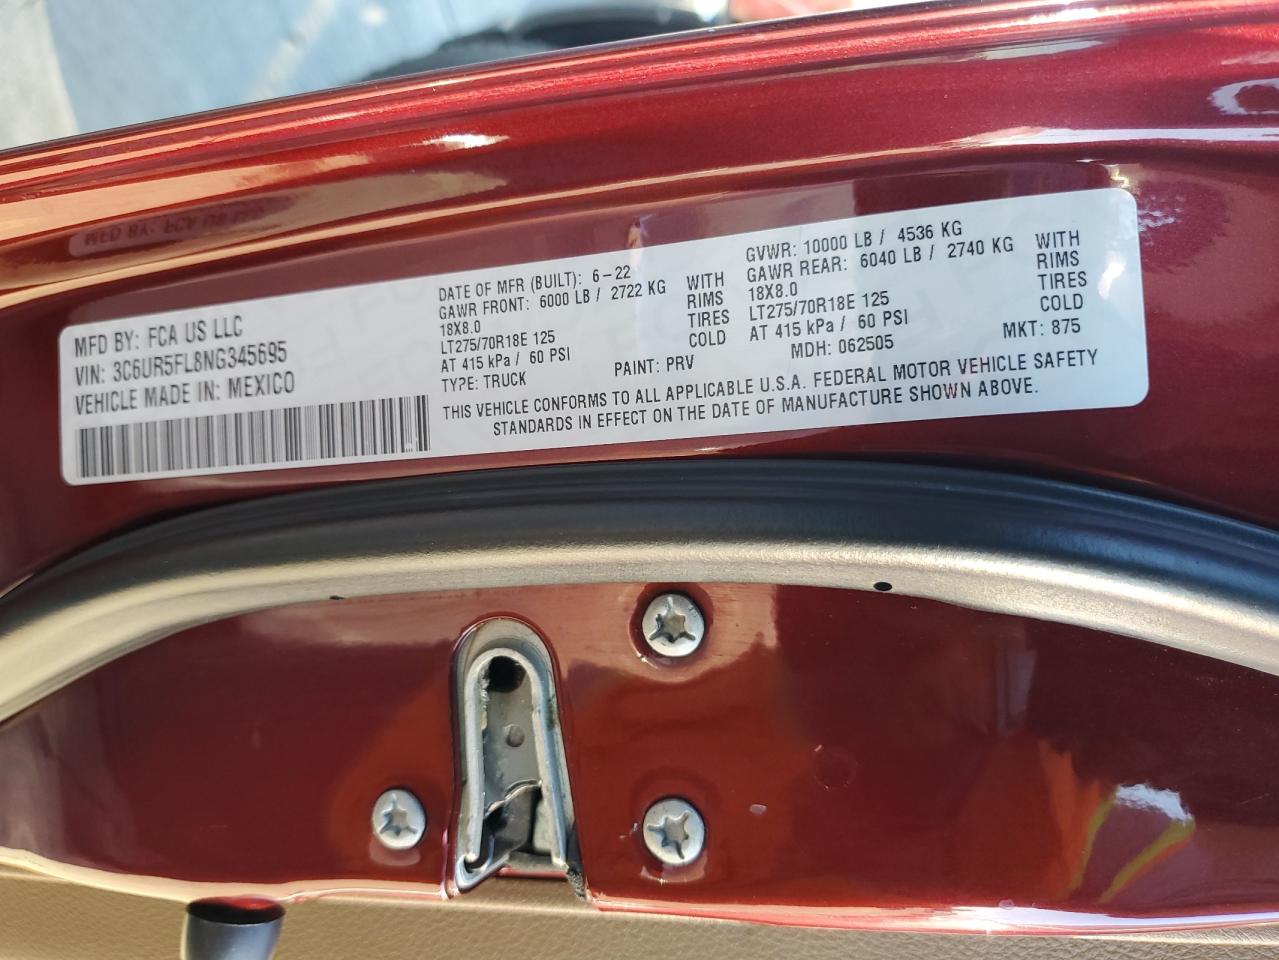 MFD BY: FCA US LLC
VIN: 3C6UR5FL8NG345695
VEHICLE MADE IN: MEXICO
DATE OF MFR (BUILT): 6-22
GAWR FRONT: 6000 LB / 2722 KG WITH
18X8.0 RIMS
LT275/70R18E 125 TIRES
AT 415 kPa / 60 PSI COLD
TYPE: TRUCK PAINT: PRV
GVWR: 10000 LB / 4536 KG
GAWR REAR: 6040 LB / 2740 KG WITH
18X8.0 RIMS
LT275/70R18E 125 TIRES
AT 415 kPa / 60 PSI COLD
MDH: 062505 MKT: 875
THIS VEHICLE CONFORMS TO ALL APPLICABLE U.S.A. FEDERAL MOTOR VEHICLE SAFETY
STANDARDS IN EFFECT ON THE DATE OF MANUFACTURE SHOWN ABOVE.